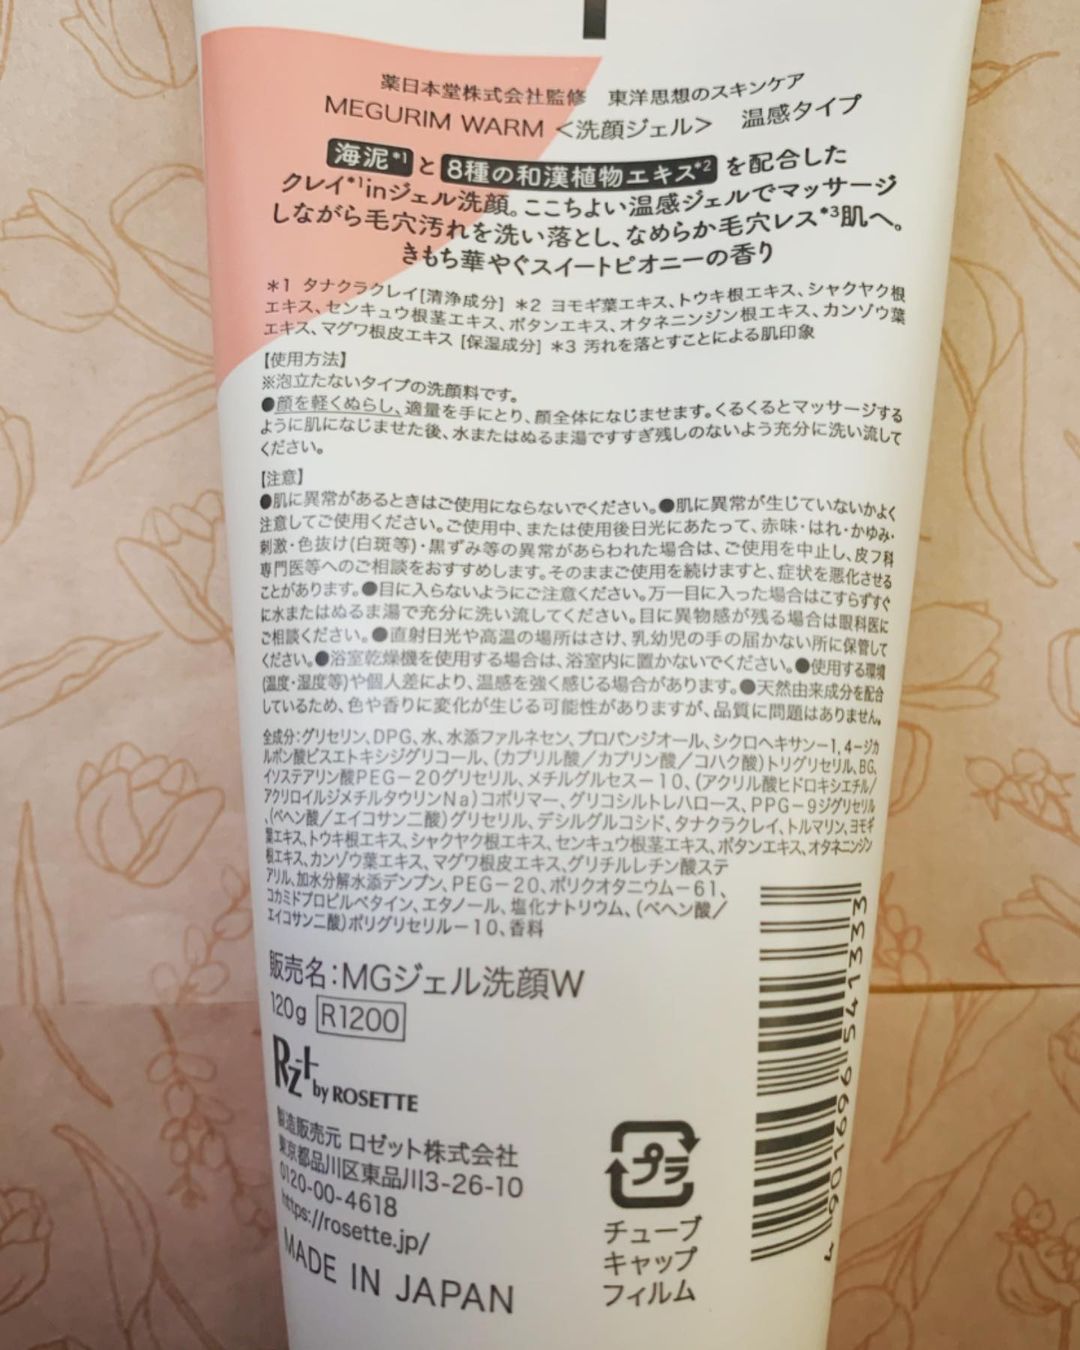 薬日本堂株式会社監修 東洋思想のスキンケア
MEGURIM WARM <洗顔ジェル> 温感タイプ
海泥*1 と 8種の和漢植物エキス*2 を配合した
クレイ*1inジェル洗顔。ここちよい温感ジェルでマッサージ
しながら毛穴汚れを洗い落とし、なめらか毛穴レス*3肌へ。
きもち華やぐスイートピオニーの香り
*1 タナクラクレイ[清浄成分] *2 ヨモギ葉エキス、トウキ根エキス、シャクヤク根
エキス、センキュウ根茎エキス、ボタンエキス、オタネニンジン根エキス、カンゾウ葉
エキス、マグワ根皮エキス [保湿成分] *3 汚れを落とすことによる肌印象
【使用方法】
※泡立たないタイプの洗顔料です。
●顔を軽くぬらし、適量を手にとり、顔全体になじませます。くるくるとマッサージする
ように肌になじませた後、水またはぬるま湯ですすぎ残しのないよう充分に洗い流して
ください。
【注意】
●肌に異常があるときはご使用にならないでください。●肌に異常が生じていないかよく
注意してご使用ください。ご使用中、または使用後日光にあたって、赤味・はれ・かゆみ・
刺激・色抜け(白斑等)・黒ずみ等の異常があらわれた場合は、ご使用を中止し、皮フ科
専門医等へのご相談をおすすめします。そのままご使用を続けますと、症状を悪化させる
ことがあります。●目に入らないようにご注意ください。万一目に入った場合はこすらずすぐ
に水またはぬるま湯で充分に洗い流してください。目に異物感が残る場合は眼科医に
ご相談ください。●直射日光や高温の場所はさけ、乳幼児の手の届かない所に保管して
ください。●浴室乾燥機を使用する場合は、浴室内に置かないでください。●使用する環境
(温度・湿度等)や個人差により、温感を強く感じる場合があります。●天然由来成分を配合
しているため、色や香りに変化が生じる可能性がありますが、品質に問題はありません。
全成分：グリセリン、DPG、水、水添ファルネセン、プロパンジオール、シクロヘキサン-1,4-ジカ
ルボン酸ビスエトキシジグリコール、(カプリル酸/カプリン酸/コハク酸)トリグリセリル、BG、
イソステアリン酸PEG-20グリセリル、メチルグルセス-10、(アクリル酸ヒドロキシエチル/
アクリロイルジメチルタウリンNa)コポリマー、グリコシルトレハロース、PPG-9ジグリセリル
、(ベヘン酸/エイコサン二酸)グリセリル、デシルグルコシド、タナクラクレイ、トルマリン、ヨモギ
葉エキス、トウキ根エキス、シャクヤク根エキス、センキュウ根茎エキス、ボタンエキス、オタネニンジン
根エキス、カンゾウ葉エキス、マグワ根皮エキス、グリチルレチン酸ステ
アリル、加水分解水添デンプン、PEG-20、ポリクオタニウム-61、
コカミドプロピルベタイン、エタノール、塩化ナトリウム、(ベヘン酸/
エイコサン二酸)ポリグリセリル-10、香料
販売名：MGジェル洗顔W
120g R1200
Rz+ by ROSETTE
製造販売元 ロゼット株式会社
東京都品川区東品川3-26-10
0120-00-4618
https://rosette.jp/
MADE IN JAPAN
プラ
チューブ
キャップ
フィルム
4 901696 541333